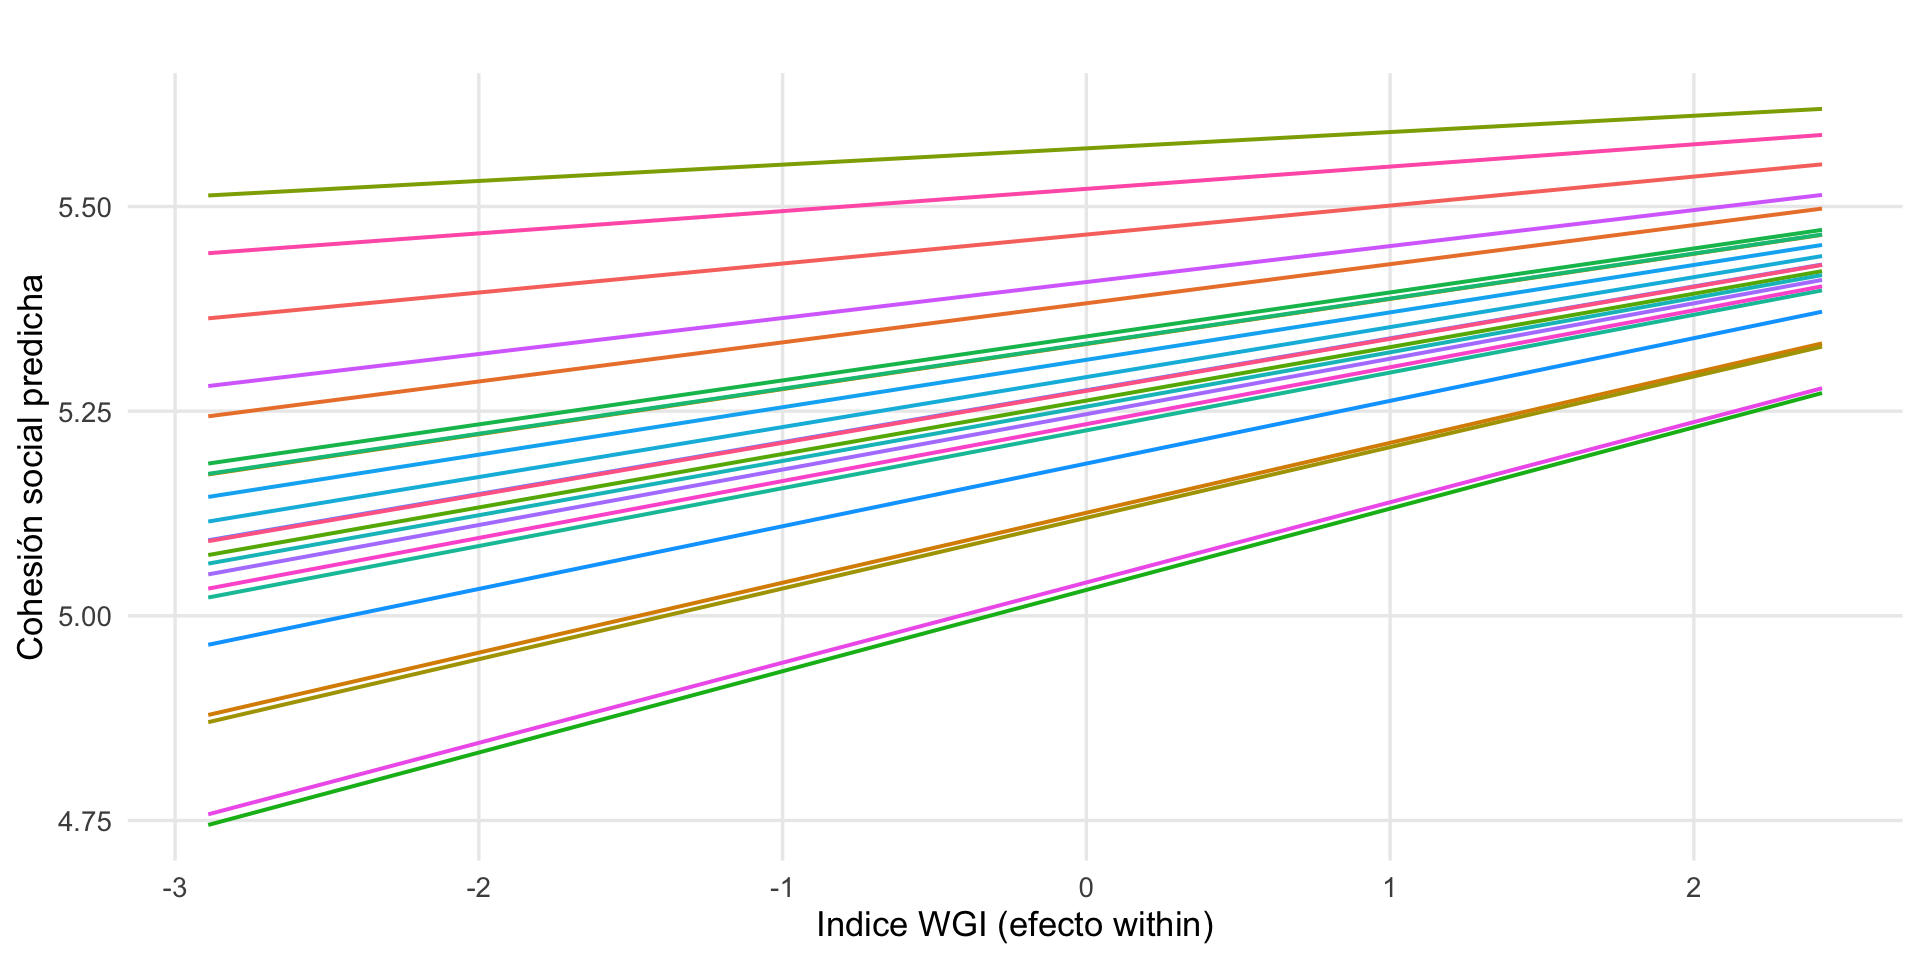 Cohesión social predicha
5.50
5.25
5.00
4.75
-3 -2 -1 0 1 2
Indice WGI (efecto within)